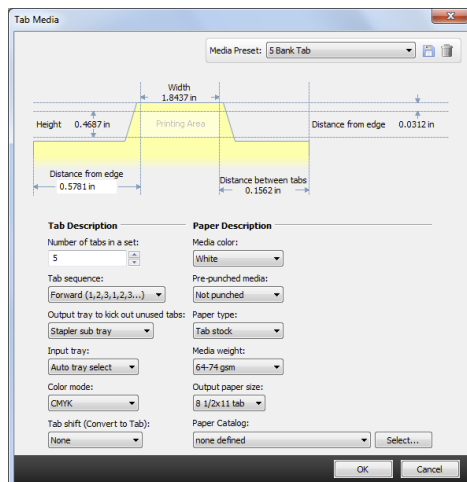 Tab Media
Media Preset: 5 Bank Tab
Width
1.8437 in
Height 0.4687 in Printing Area Distance from edge 0.0312 in
Distance from edge
0.5781 in
Distance between tabs
0.1562 in
Tab Description
Number of tabs in a set:
5
Tab sequence:
Forward (1,2,3,1,2,3...)
Output tray to kick out unused tabs:
Stapler sub tray
Input tray:
Auto tray select
Color mode:
CMYK
Tab shift (Convert to Tab):
None
Paper Description
Media color:
White
Pre-punched media:
Not punched
Paper type:
Tab stock
Media weight:
64-74 gsm
Output paper size:
8 1/2x11 tab
Paper Catalog:
none defined Select...
OK Cancel